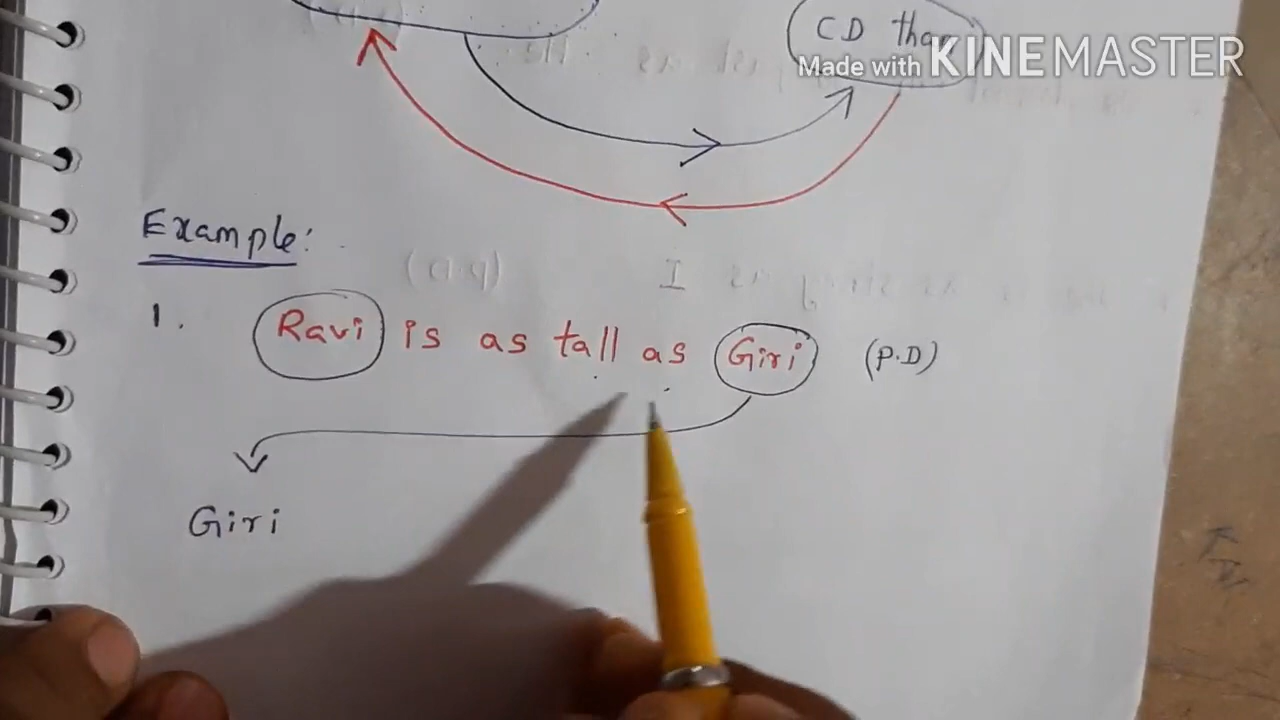 CD than
Made with KINEMASTER
Example:
1. Ravi is as tall as Giri (P.D)
Giri